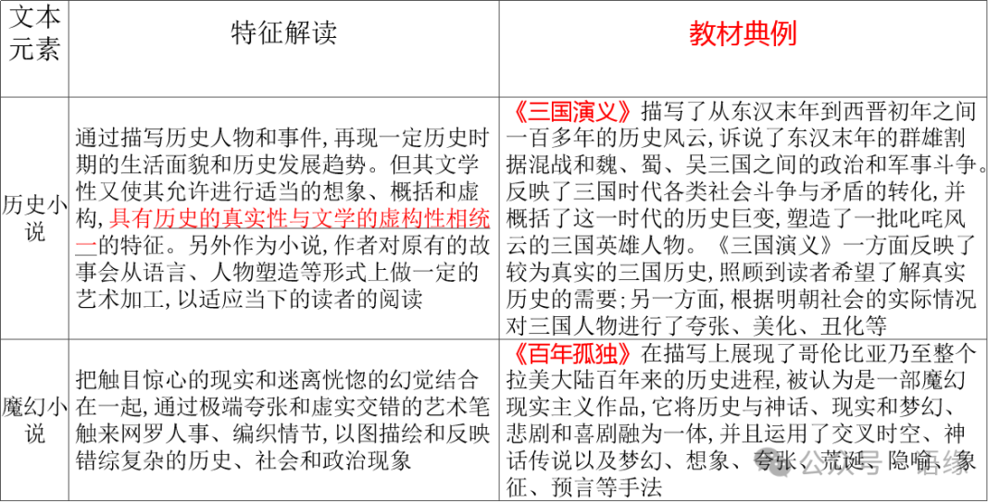 文本
元素
特征解读
教材典例
历史小
说
通过描写历史人物和事件,再现一定历史时
期的生活面貌和历史发展趋势。但其文学
性又使其允许进行适当的想象、概括和虚
构,具有历史的真实性与文学的虚构性相统
一的特征。另外作为小说,作者对原有的故
事会从语言、人物塑造等形式上做一定的
艺术加工,以适应当下的读者的阅读
《三国演义》描写了从东汉末年到西晋初年之间
一百多年的历史风云,诉说了东汉末年的群雄割
据混战和魏、蜀、吴三国之间的政治和军事斗争。
反映了三国时代各类社会斗争与矛盾的转化,并
概括了这一时代的历史巨变,塑造了一批叱咤风
云的三国英雄人物。《三国演义》一方面反映了
较为真实的三国历史,照顾到读者希望了解真实
历史的需要;另一方面,根据明朝社会的实际情况
对三国人物进行了夸张、美化、丑化等
魔幻小
说
把触目惊心的现实和迷离恍惚的幻觉结合
在一起,通过极端夸张和虚实交错的艺术笔
触来网罗人事、编织情节,以图描绘和反映
错综复杂的历史、社会和政治现象
《百年孤独》在描写上展现了哥伦比亚乃至整个
拉美大陆百年来的历史进程,被认为是一部魔幻
现实主义作品,它将历史与神话、现实和梦幻、
悲剧和喜剧融为一体,并且运用了交叉时空、神
话传说以及梦幻、想象、夸张、荒诞、隐喻、象
征、预言等手法
公众号·语缘